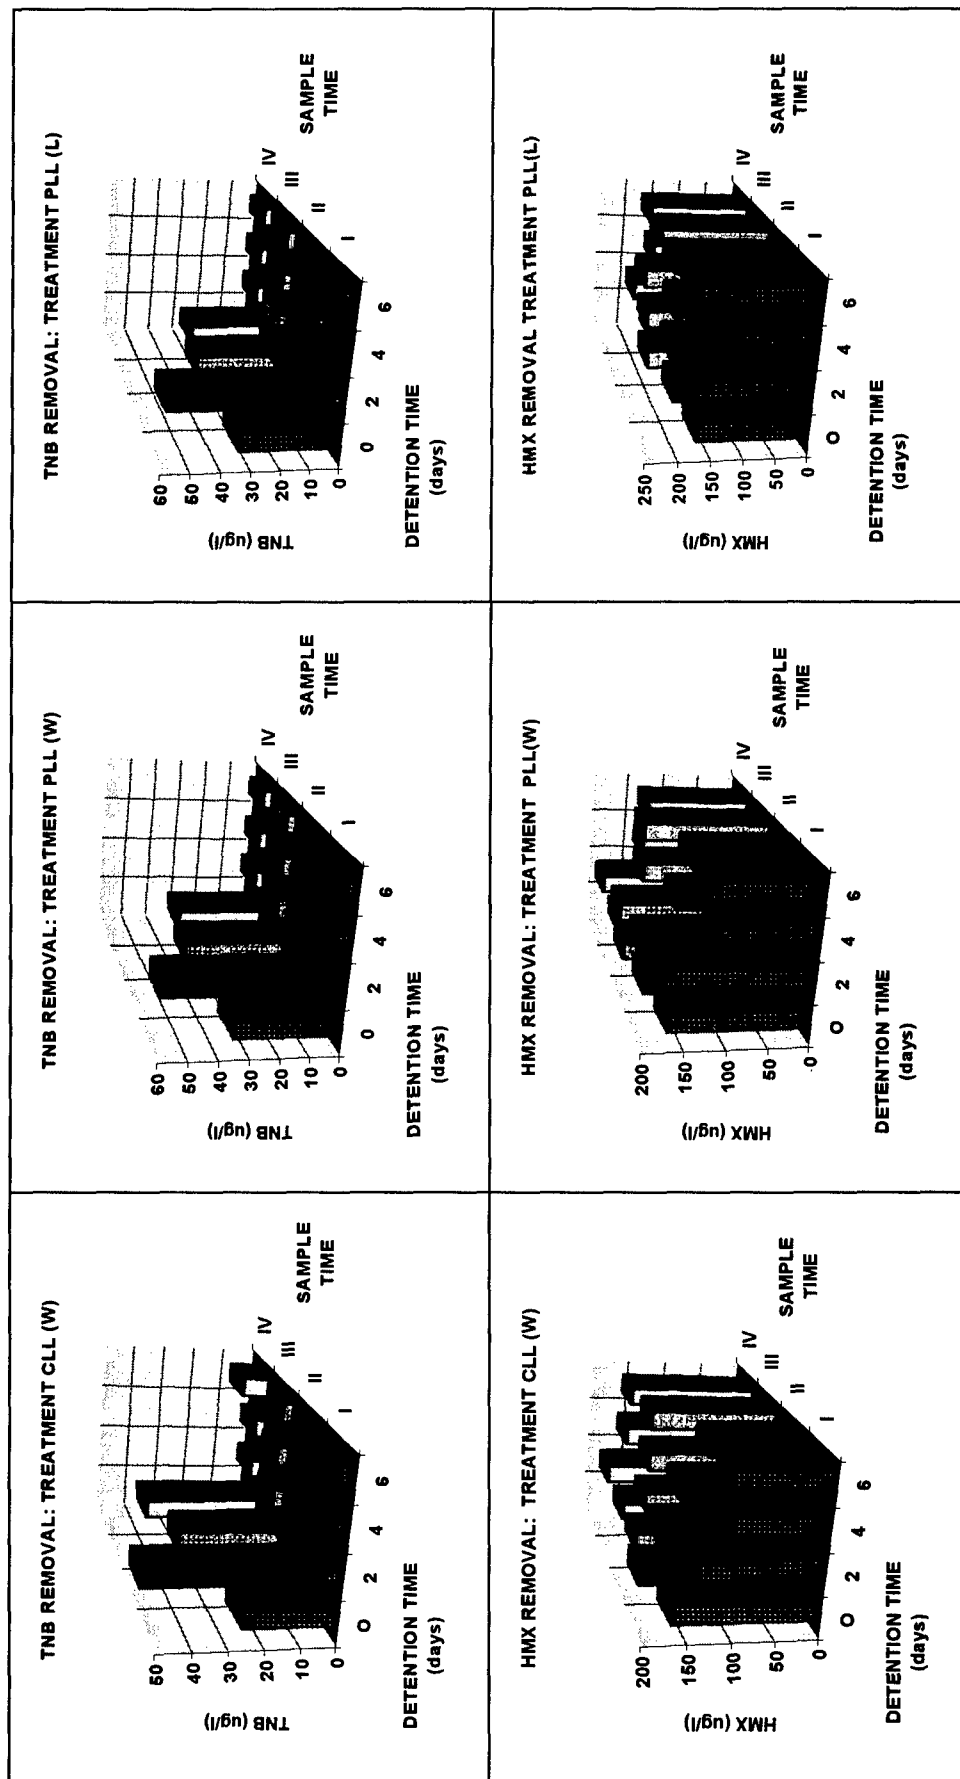 TNB REMOVAL: TREATMENT CLL (W)
TNB (ug/l)
50
40
30
20
10
0
O
2
4
6
DETENTION TIME
(days)
I
II
III
IV
SAMPLE
TIME
TNB REMOVAL: TREATMENT PLL (W)
TNB (ug/l)
60
50
40
30
20
10
0
0
2
4
6
DETENTION TIME
(days)
I
II
III
IV
SAMPLE
TIME
TNB REMOVAL: TREATMENT PLL (L)
TNB (ug/l)
60
50
40
30
20
10
0
0
2
4
6
DETENTION TIME
(days)
I
II
III
IV
SAMPLE
TIME
HMX REMOVAL: TREATMENT CLL (W)
HMX (ug/l)
200
150
100
50
0
O
2
4
6
DETENTION TIME
(days)
I
II
III
IV
SAMPLE
TIME
HMX REMOVAL: TREATMENT PLL(W)
HMX (ug/l)
200
150
100
50
0
O
2
4
6
DETENTION TIME
(days)
I
II
III
IV
SAMPLE
TIME
HMX REMOVAL TREATMENT PLL(L)
HMX (ug/l)
250
200
150
100
50
0
O
2
4
6
DETENTION TIME
(days)
I
II
III
IV
SAMPLE
TIME